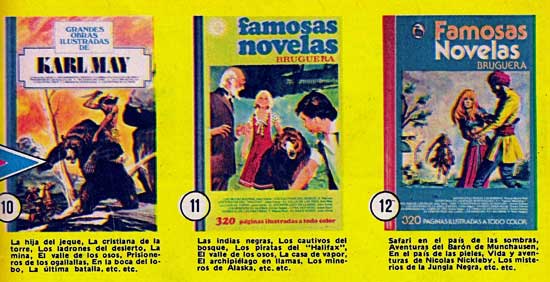 GRANDES OBRAS
ILUSTRADAS
DE
KARL MAY
10
La hija del jeque, La cristiana de la
torre, Los ladrones del desierto, La
mina, El valle de los osos, Prisione-
ros de los ogallallas, En la boca del lo-
bo, La última batalla, etc. etc.
famosas
novelas
BRUGUERA
11
320 páginas ilustradas a todo color
Las indias negras, Los cautivos del
bosque, Los piratas del "Halifax",
El valle de los osos, La casa de vapor,
El archipiélago en llamas, Los mine-
ros de Alaska, etc. etc.
Famosas
Novelas
BRUGUERA
12
320 PAGINAS ILUSTRADAS A TODO COLOR
Safari en el país de las sombras,
Aventuras del Barón de Munchausen,
En el país de las pieles, Vida y aven-
turas de Nicolas Nickleby, Los miste-
rios de la Jungla Negra, etc. etc.